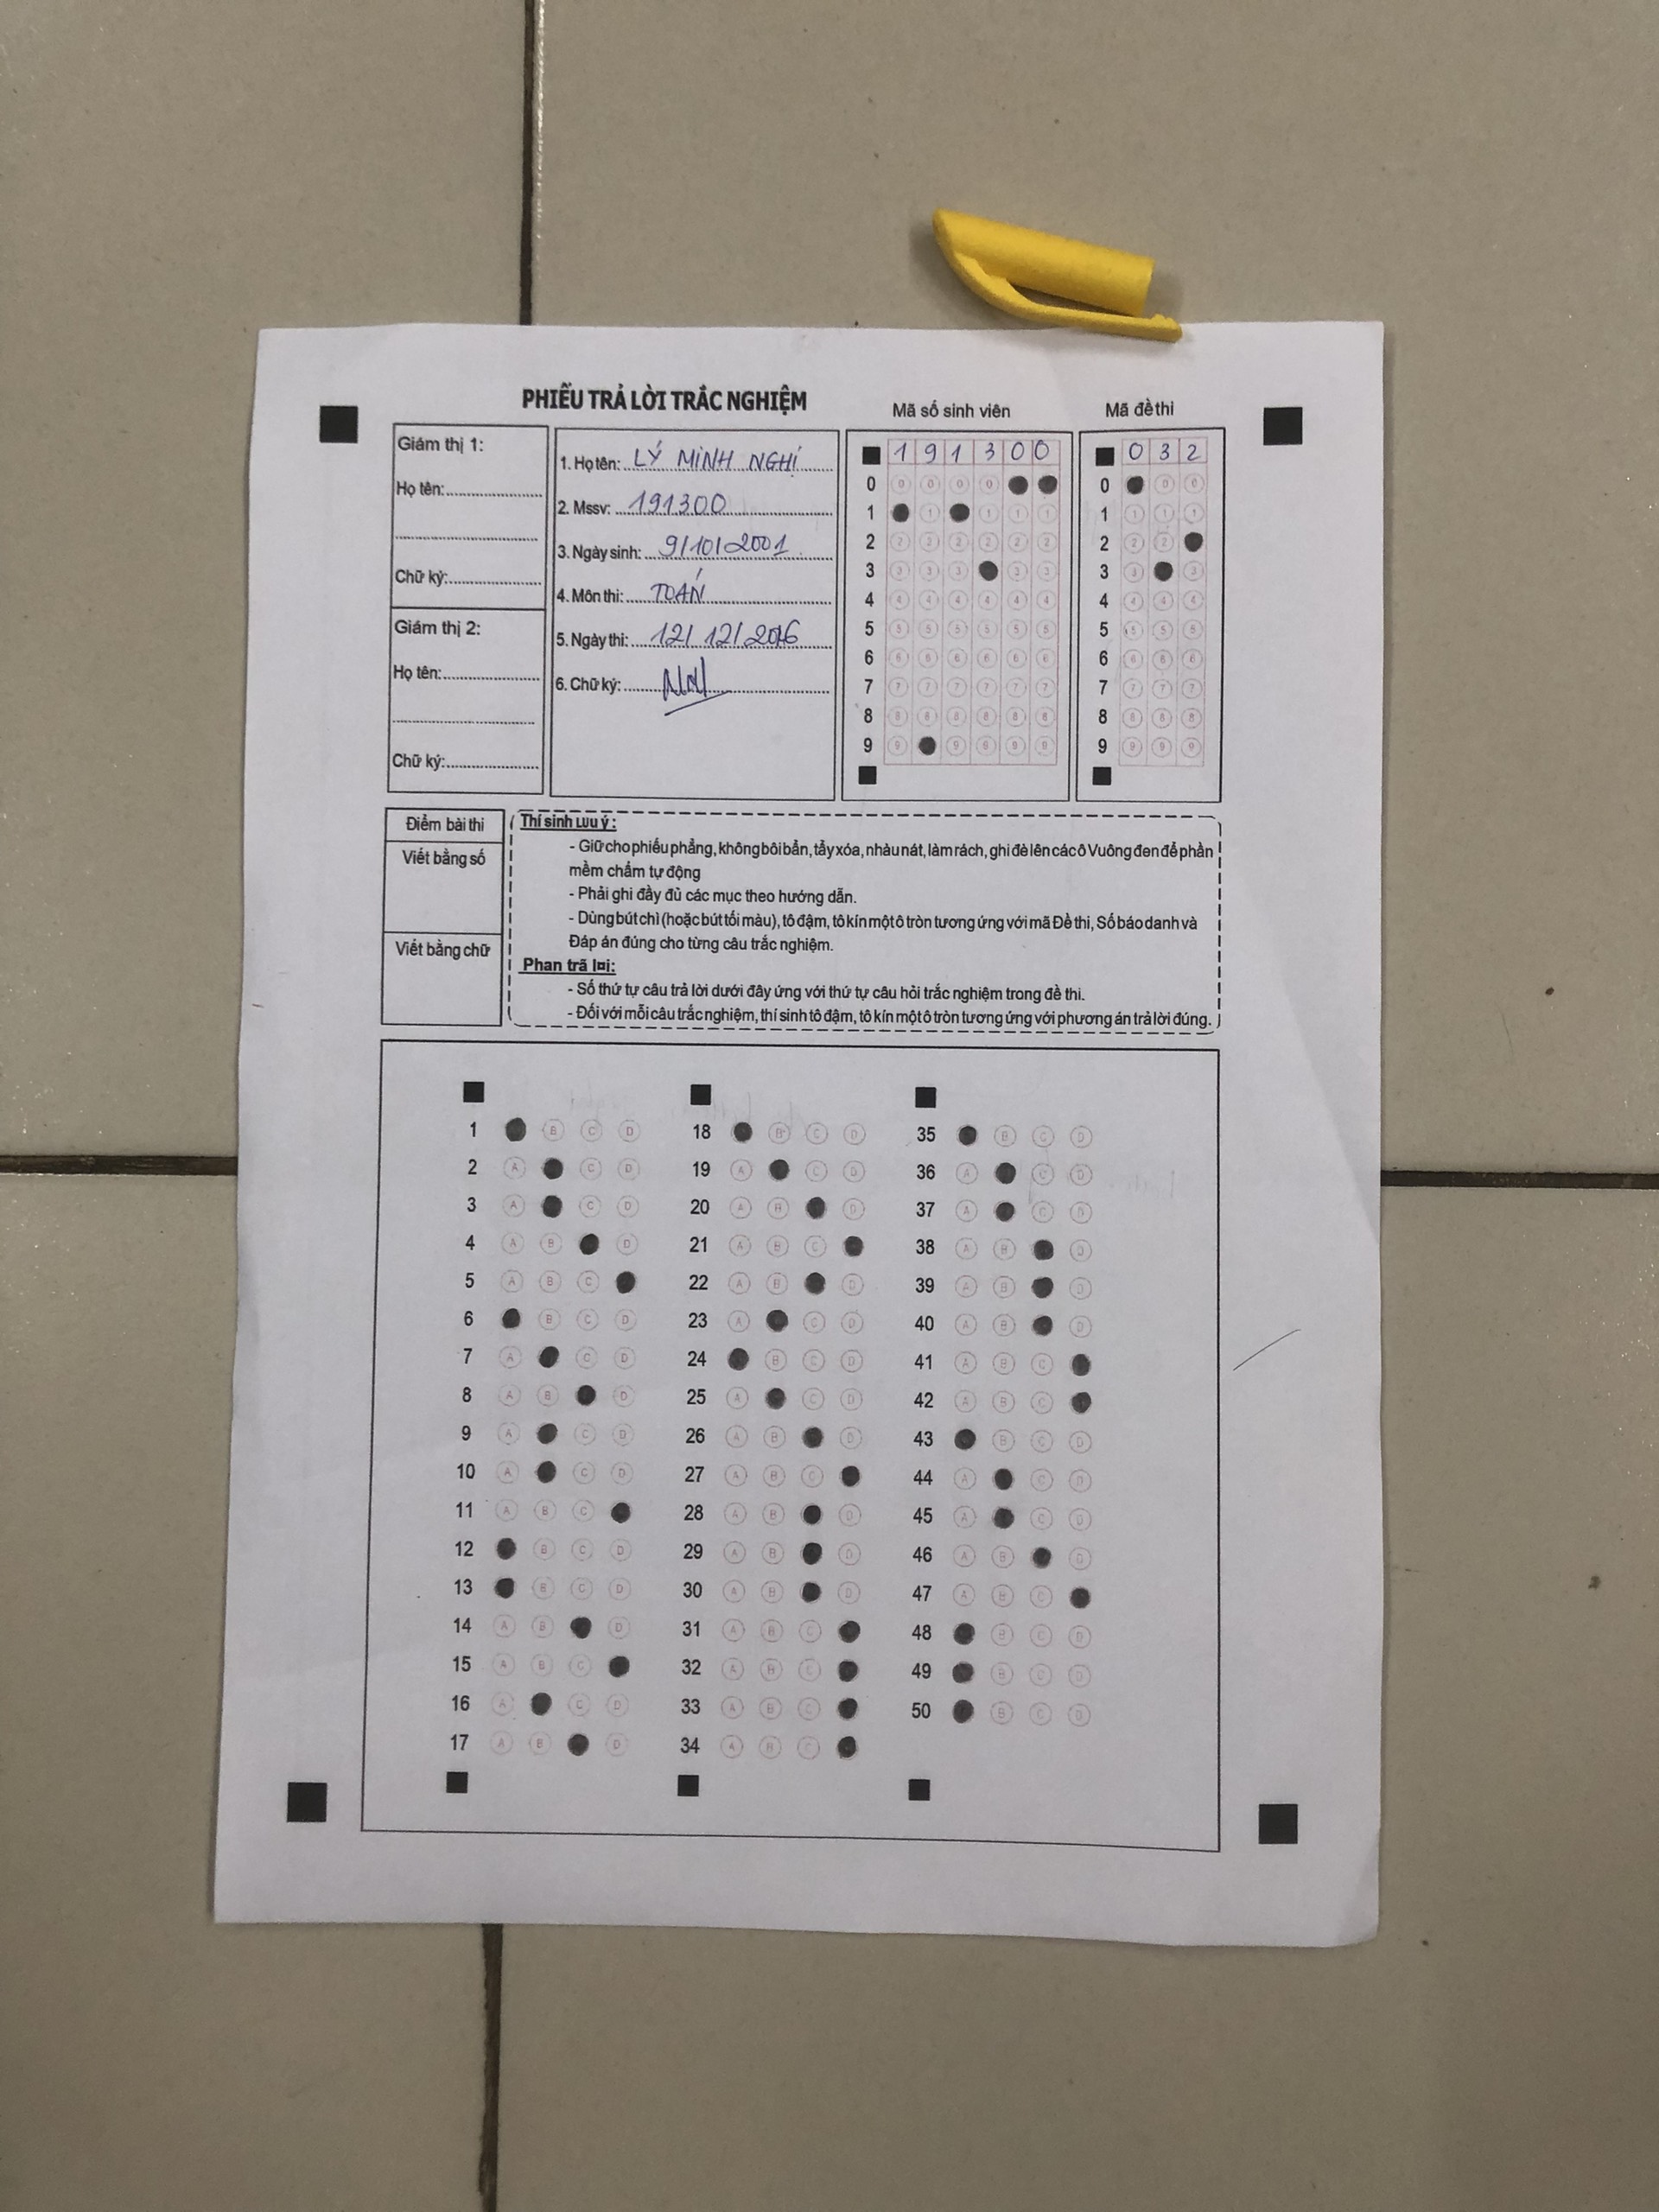 PHIẾU TRẢ LỜI TRẮC NGHIỆM
Mã số sinh viên
Mã đề thi
Giám thị 1:
Họ tên:
Chữ ký:
Giám thị 2:
Họ tên:
Chữ ký:
1. Họ tên: LÝ MINH NGHI
2. Mssv: 191300
3. Ngày sinh: 9/10/2001
4. Môn thi: TOÁN
5. Ngày thi: 12/12/2016
6. Chữ ký:
1 9 1 3 0 0
0 0 0 0 0
1 1 1 1 1
2 2 2 2 2 2 2
3 3 3 3 3 3
4 4 4 4 4 4 4
5 5 5 5 5 5 5
6 6 6 6 6 6 6
7 7 7 7 7 7 7
8 8 8 8 8 8 8
9 9 9 9 9 9
0 3 2
0 0 0
1 1 1 1
2 2 2
3 3 3
4 4 4 4
5 5 5 5
6 6 6 6
7 7 7 7
8 8 8 8
9 9 9 9
Điểm bài thi
Viết bằng số
Viết bằng chữ
Thí sinh Lưu ý :
- Giữ cho phiếu phẳng, không bôi bẩn, tẩy xóa, nhàu nát, làm rách, ghi đè lên các ô Vuông đen để phần
mềm chấm tự động
- Phải ghi đầy đủ các mục theo hướng dẫn.
- Dùng bút chì (hoặc bút tối màu), tô đậm, tô kín một ô tròn tương ứng với mã Đề thi, Số báo danh và
Đáp án đúng cho từng câu trắc nghiệm.
Phan trã l¤i:
- Số thứ tự câu trả lời dưới đây ứng với thứ tự câu hỏi trắc nghiệm trong đề thi.
- Đối với mỗi câu trắc nghiệm, thí sinh tô đậm, tô kín một ô tròn tương ứng với phương án trả lời đúng.
1 B C D
2 A C D
3 A C D
4 A B D
5 A B C
6 B C D
7 A C D
8 A B D
9 A C D
10 A C D
11 A B C
12 B C D
13 B C D
14 A B D
15 A B C
16 A C D
17 A B D
18 B C D
19 A C D
20 A B D
21 A B C
22 A B D
23 A C D
24 B C D
25 A C D
26 A B D
27 A B C
28 A B D
29 A B D
30 A B D
31 A B C
32 A B C
33 A B C
34 A B C
35 B C D
36 A C D
37 A C D
38 A B D
39 A B D
40 A B D
41 A B C
42 A B C
43 B C D
44 A C D
45 A C D
46 A B D
47 A B C
48 B C D
49 B C D
50 B C D